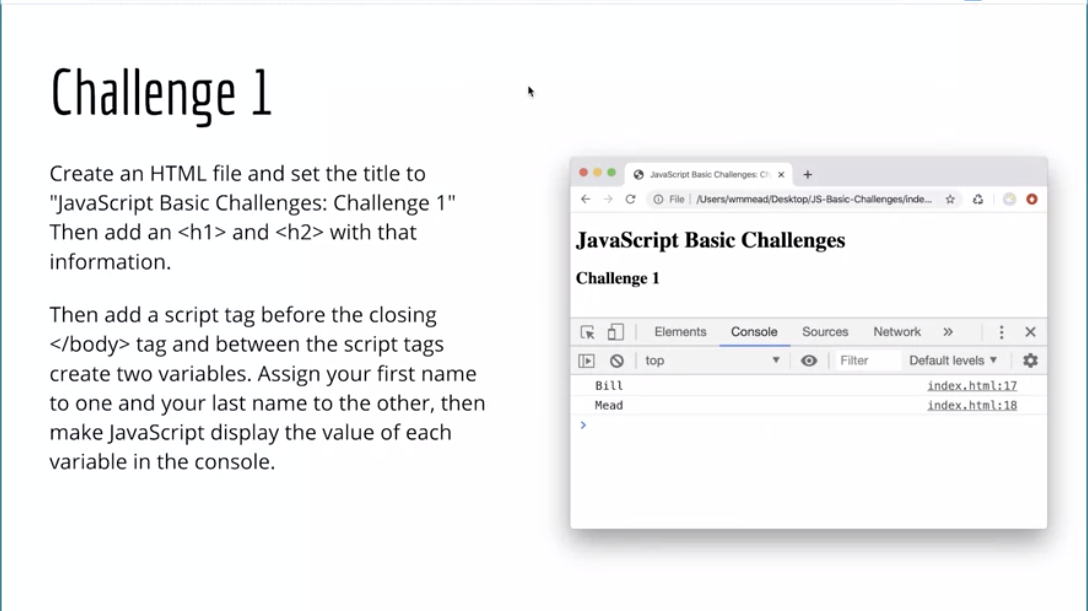 Challenge 1
Create an HTML file and set the title to
"JavaScript Basic Challenges: Challenge 1"
Then add an <h1> and <h2> with that
information.
Then add a script tag before the closing
</body> tag and between the script tags
create two variables. Assign your first name
to one and your last name to the other, then
make JavaScript display the value of each
variable in the console.
JavaScript Basic Challenges: Ch
File /Users/wmmead/Desktop/JS-Basic-Challenges/inde...
JavaScript Basic Challenges
Challenge 1
Elements Console Sources Network
top Filter Default levels
Bill index.html:17
Mead index.html:18